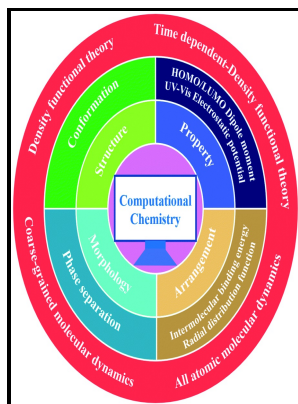 Density functional theory
Time dependent-Density functional theory
Conformation
HOMO/LUMO Dipole moment
UV-Vis Electrostatic potential
Structure
Property
Computational
Chemistry
Morphology
Arrangement
Phase separation
Intermolecular binding energy
Radial distribution function
Coarse-grained molecular dynamics
All atomic molecular dynamics